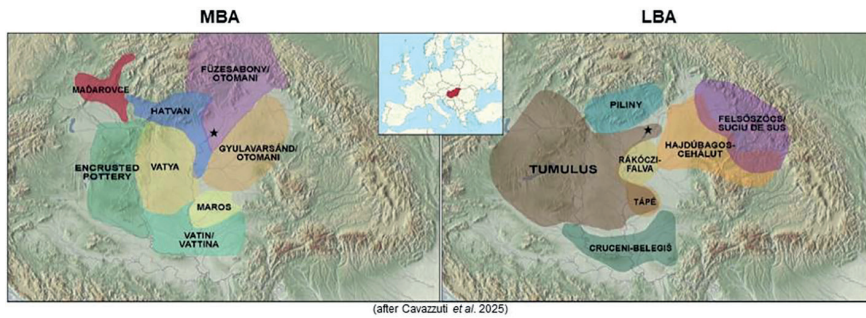 MBA
FÜZESABONY/
OTOMANI
MAĎAROVCE
HATVAN
GYULAVARSÁND/
OTOMANI
ENCRUSTED
POTTERY
VATYA
MAROS
VATIN/
VATTINA
LBA
PILINY
FELSŐSZŐCS/
SUCIU DE SUS
HAJDÚBAGOS-
CEHĂLUT
TUMULUS
RÁKÓCZI-
FALVA
TÁPÉ
CRUCENI-BELEGIŠ
(after Cavazzuti et al. 2025)